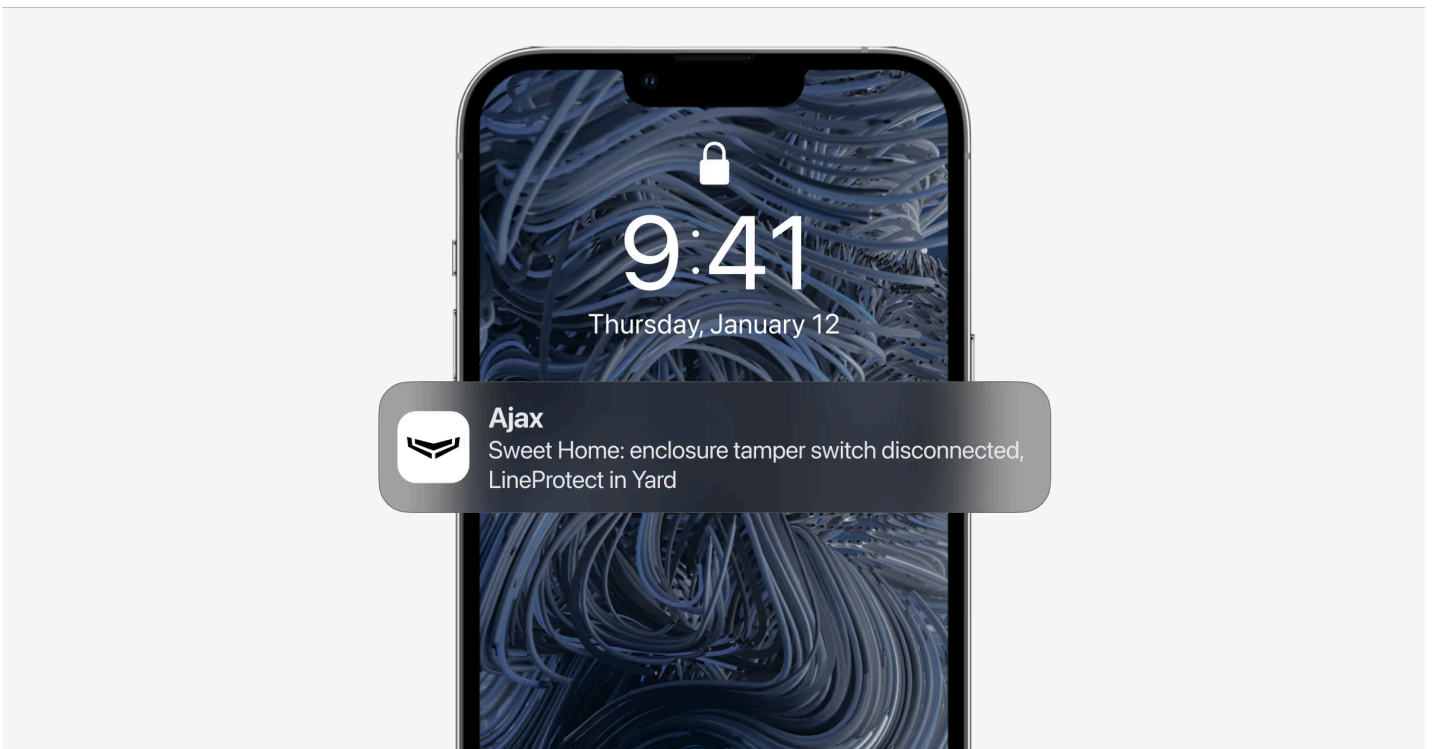 9:41
Thursday, January 12
Ajax
Sweet Home: enclosure tamper switch disconnected,
LineProtect in Yard